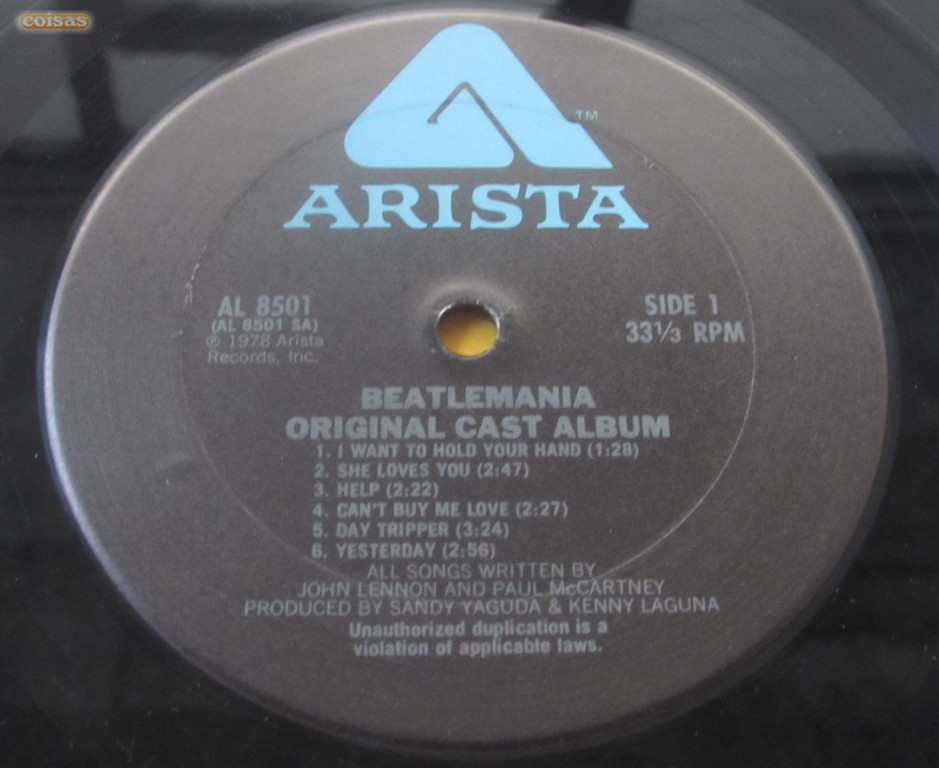 coisas
TM
ARISTA
AL 8501
(AL 8501 SA)
℗ 1978 Arista
Records, Inc.
SIDE 1
33⅓ RPM
BEATLEMANIA
ORIGINAL CAST ALBUM
1. I WANT TO HOLD YOUR HAND (1:28)
2. SHE LOVES YOU (2:47)
3. HELP (2:22)
4. CAN'T BUY ME LOVE (2:27)
5. DAY TRIPPER (3:24)
6. YESTERDAY (2:56)
ALL SONGS WRITTEN BY
JOHN LENNON AND PAUL McCARTNEY
PRODUCED BY SANDY YAGUDA & KENNY LAGUNA
Unauthorized duplication is a
violation of applicable laws.